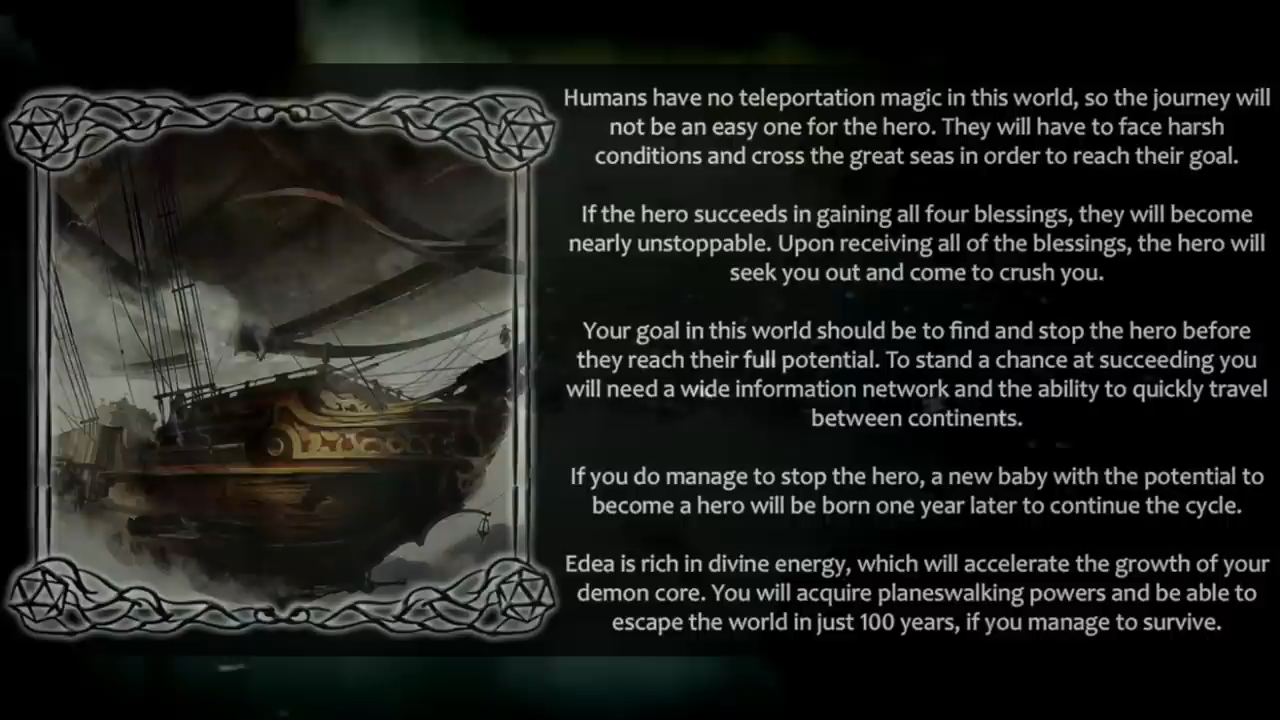 Humans have no teleportation magic in this world, so the journey will
not be an easy one for the hero. They will have to face harsh
conditions and cross the great seas in order to reach their goal.
If the hero succeeds in gaining all four blessings, they will become
nearly unstoppable. Upon receiving all of the blessings, the hero will
seek you out and come to crush you.
Your goal in this world should be to find and stop the hero before
they reach their full potential. To stand a chance at succeeding you
will need a wide information network and the ability to quickly travel
between continents.
If you do manage to stop the hero, a new baby with the potential to
become a hero will be born one year later to continue the cycle.
Edea is rich in divine energy, which will accelerate the growth of your
demon core. You will acquire planeswalking powers and be able to
escape the world in just 100 years, if you manage to survive.